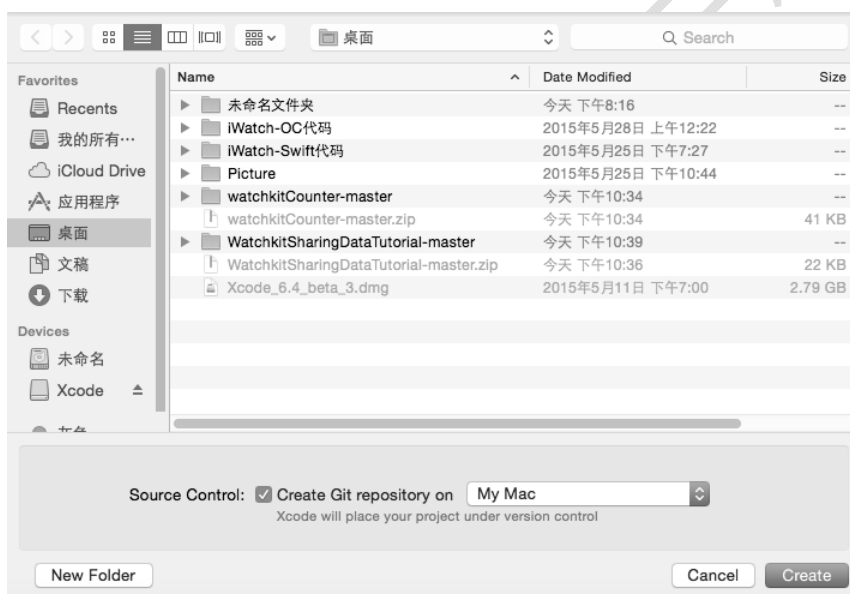 桌面
Search
Favorites
Recents
我的所有…
iCloud Drive
应用程序
桌面
文稿
下载
Devices
未命名
Xcode
Name Date Modified Size
未命名文件夹 今天 下午8:16 --
iWatch-OC代码 2015年5月28日 上午12:22 --
iWatch-Swift代码 2015年5月25日 下午7:27 --
Picture 2015年5月25日 下午10:44 --
watchkitCounter-master 今天 下午10:34 --
watchkitCounter-master.zip 今天 下午10:34 41 KB
WatchkitSharingDataTutorial-master 今天 下午10:39 --
WatchkitSharingDataTutorial-master.zip 今天 下午10:36 22 KB
Xcode_6.4_beta_3.dmg 2015年5月11日 下午7:00 2.79 GB
Source Control: Create Git repository on My Mac
Xcode will place your project under version control
New Folder Cancel Create